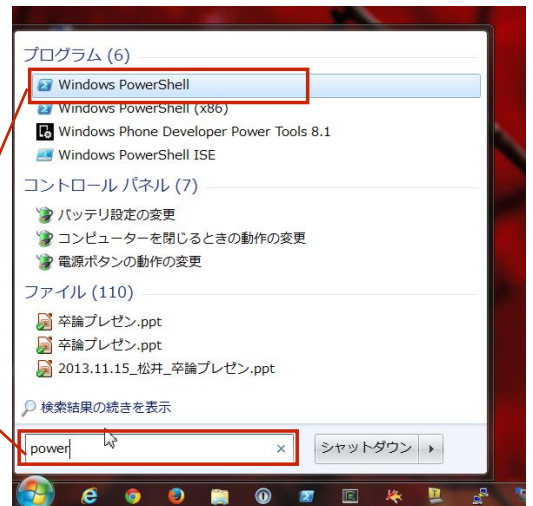 プログラム (6)
Windows PowerShell
Windows PowerShell (x86)
Windows Phone Developer Power Tools 8.1
Windows PowerShell ISE
コントロール パネル (7)
バッテリ設定の変更
コンピューターを閉じるときの動作の変更
電源ボタンの動作の変更
ファイル (110)
卒論プレゼン.ppt
卒論プレゼン.ppt
2013.11.15_松井_卒論プレゼン.ppt
検索結果の続きを表示
power
シャットダウン